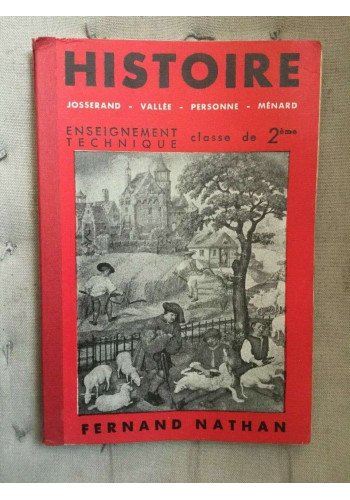 HISTOIRE
JOSSERAND - VALLÉE - PERSONNE - MÉNARD
ENSEIGNEMENT
TECHNIQUE classe de 2ème
FERNAND NATHAN